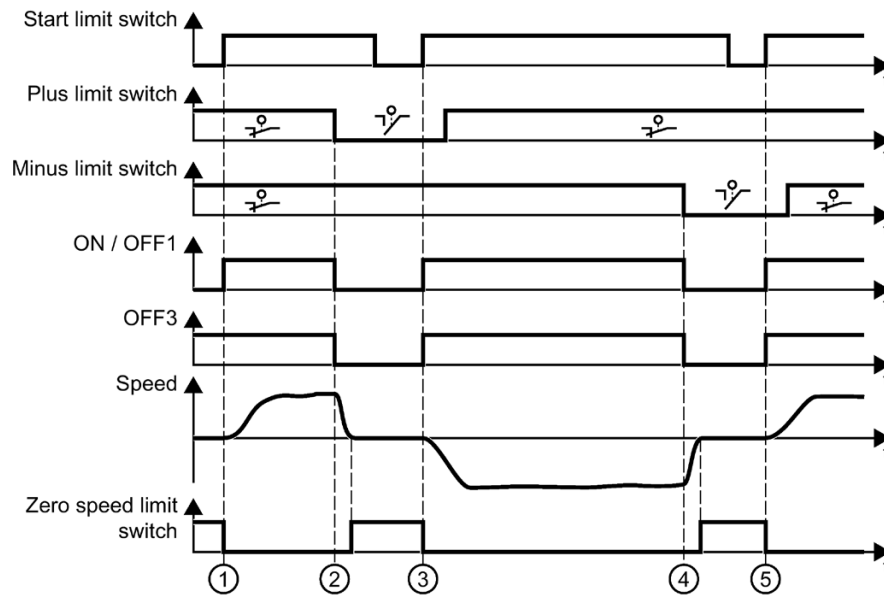 Start limit switch
Plus limit switch
Minus limit switch
ON / OFF1
OFF3
Speed
Zero speed limit
switch
1 2 3 4 5